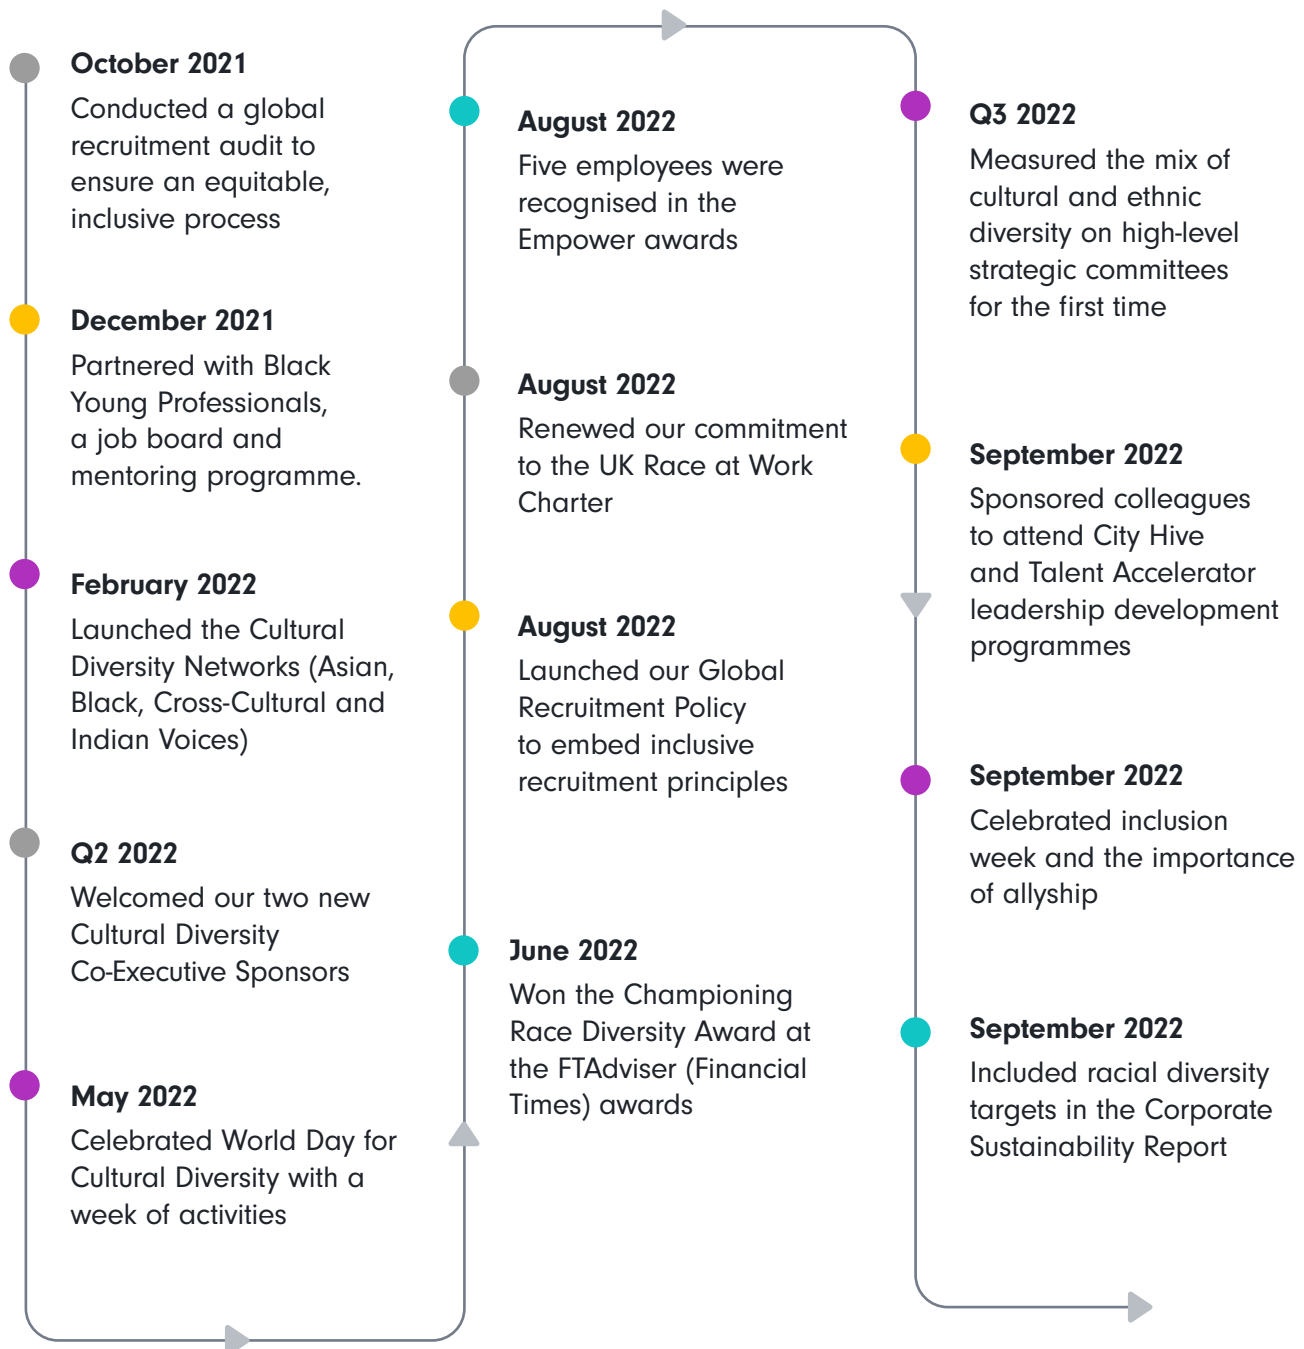 October 2021
Conducted a global
recruitment audit to
ensure an equitable,
inclusive process
December 2021
Partnered with Black
Young Professionals,
a job board and
mentoring programme.
February 2022
Launched the Cultural
Diversity Networks (Asian,
Black, Cross-Cultural and
Indian Voices)
Q2 2022
Welcomed our two new
Cultural Diversity
Co-Executive Sponsors
May 2022
Celebrated World Day for
Cultural Diversity with a
week of activities
June 2022
Won the Championing
Race Diversity Award at
the FTAdviser (Financial
Times) awards
August 2022
Launched our Global
Recruitment Policy
to embed inclusive
recruitment principles
August 2022
Renewed our commitment
to the UK Race at Work
Charter
August 2022
Five employees were
recognised in the
Empower awards
Q3 2022
Measured the mix of
cultural and ethnic
diversity on high-level
strategic committees
for the first time
September 2022
Sponsored colleagues
to attend City Hive
and Talent Accelerator
leadership development
programmes
September 2022
Celebrated inclusion
week and the importance
of allyship
September 2022
Included racial diversity
targets in the Corporate
Sustainability Report